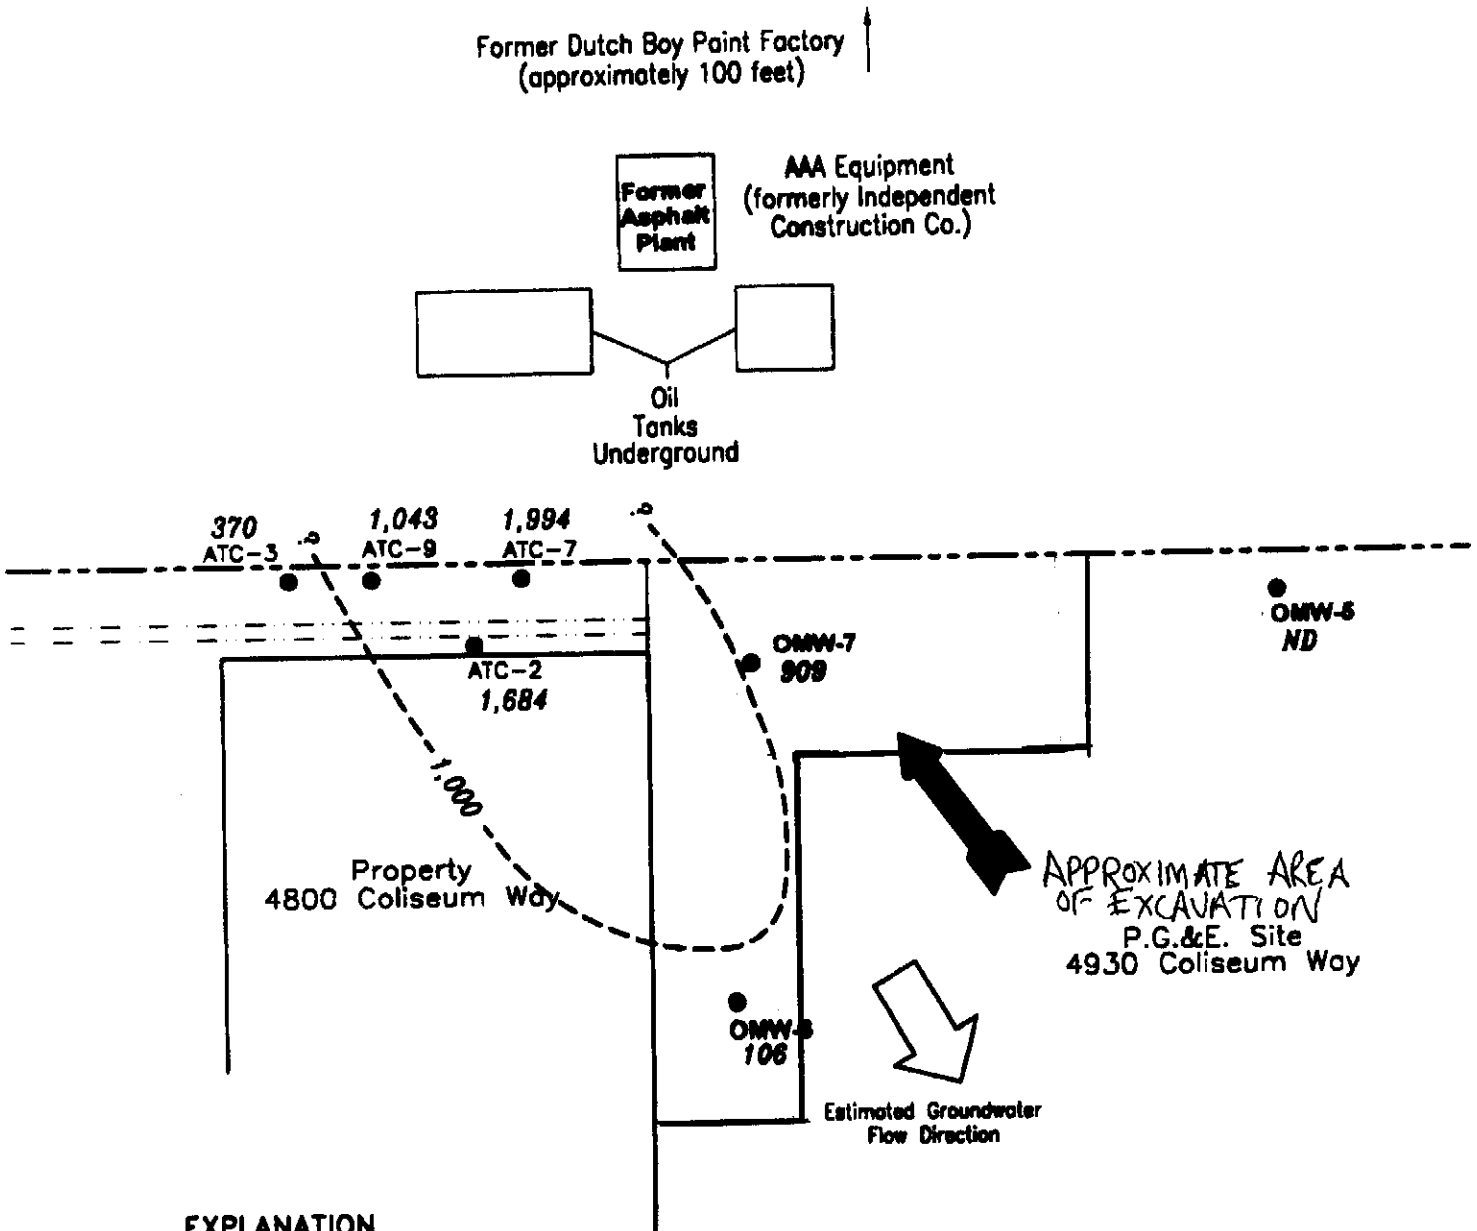 Former Dutch Boy Paint Factory
(approximately 100 feet)
AAA Equipment
(formerly Independent
Construction Co.)
Former
Asphalt
Plant
Oil
Tanks
Underground
370
ATC-3
?
1,043
ATC-9
1,994
ATC-7
?
OMW-5
ND
OMW-7
909
ATC-2
1,684
1,000
Property
4800 Coliseum Way
APPROXIMATE AREA
OF EXCAVATION
P.G.&E. Site
4930 Coliseum Way
106
Estimated Groundwater
Flow Direction
EXPLANATION